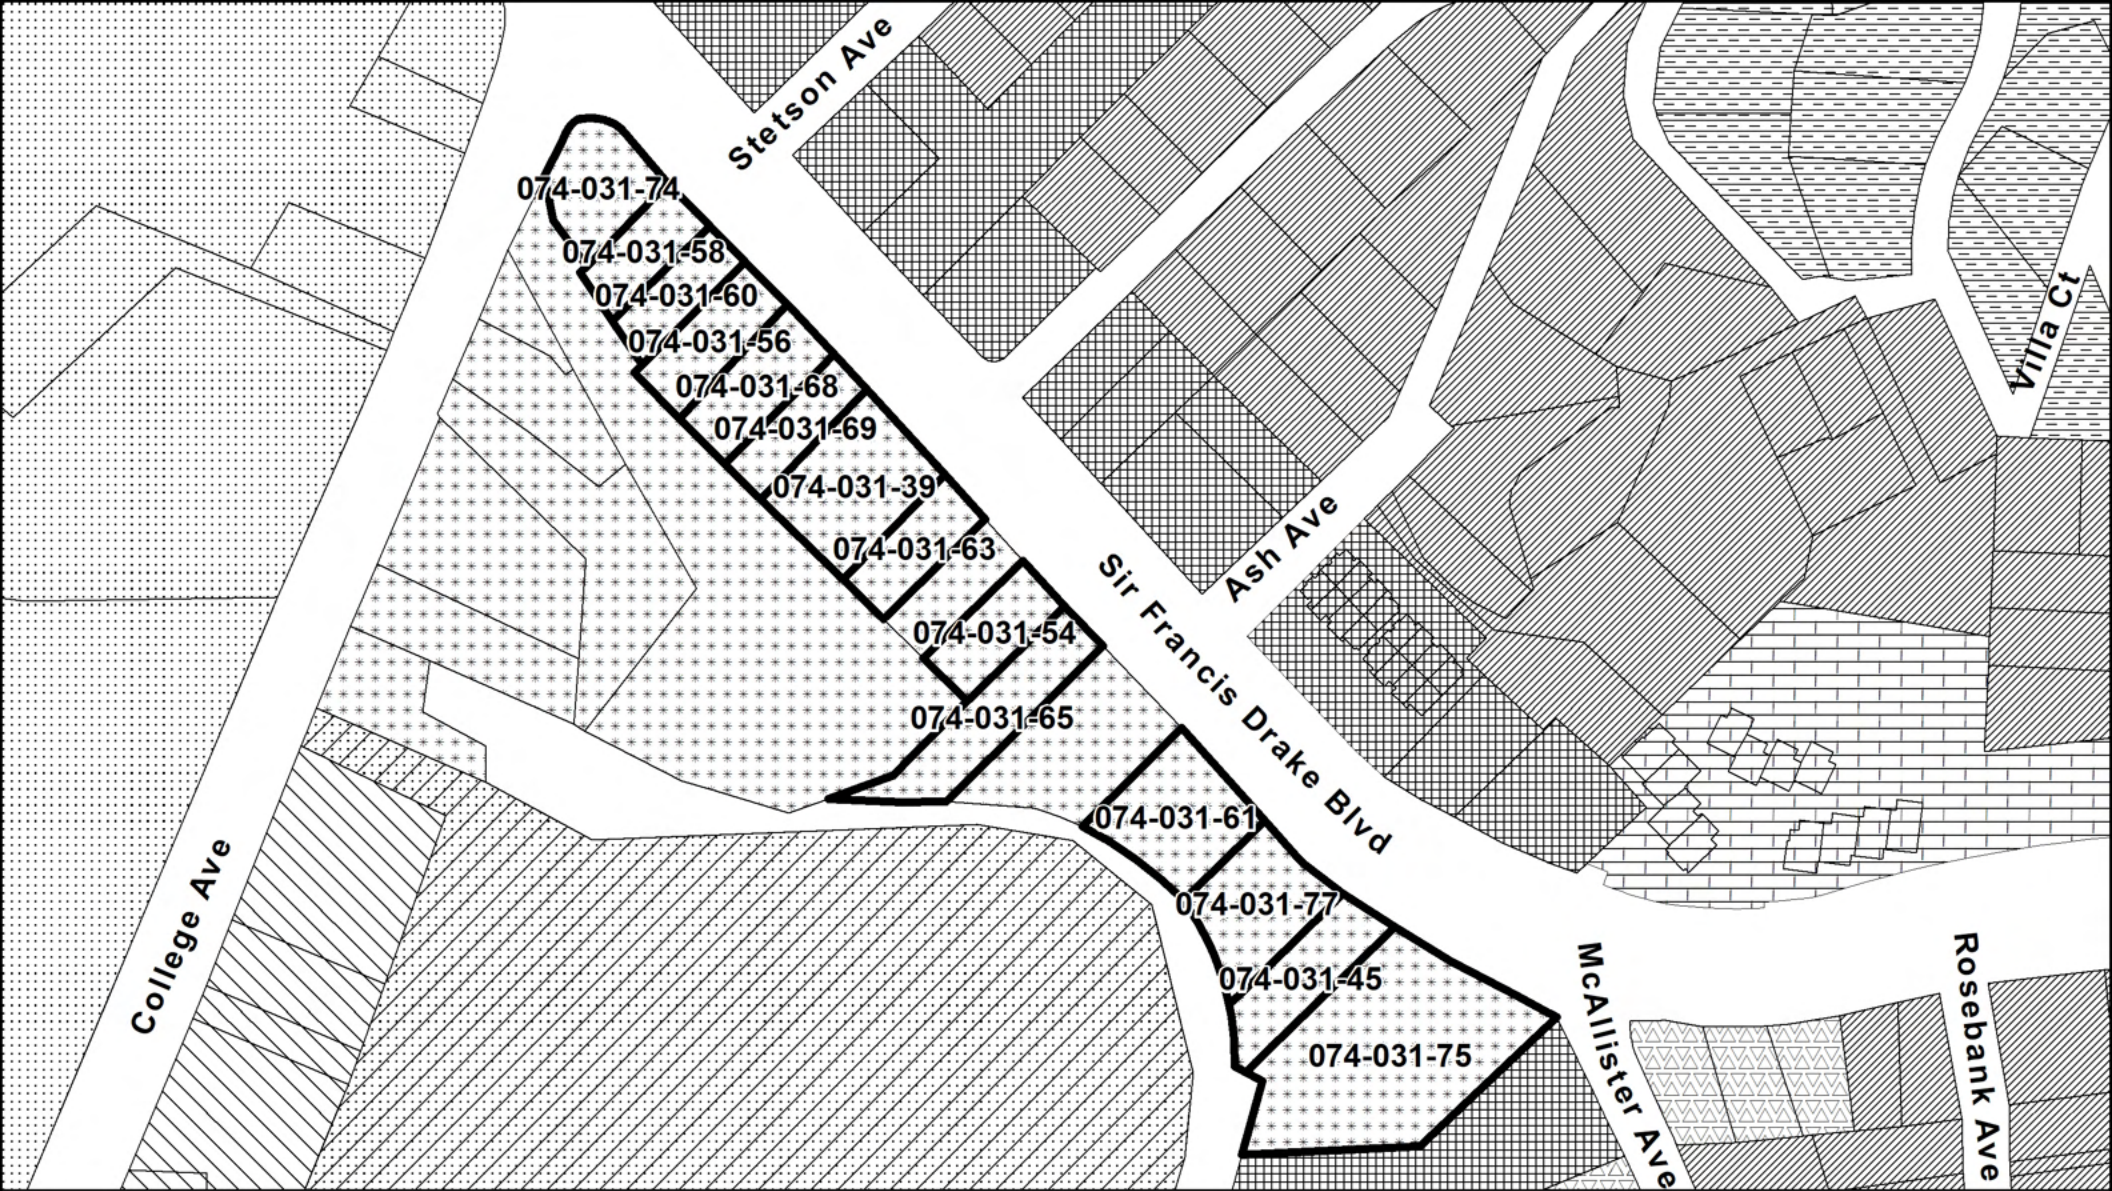 Stetson Ave
074-031-74
074-031-58
074-031-60
074-031-56
074-031-68
074-031-69
074-031-39
074-031-63
074-031-54
074-031-65
074-031-61
074-031-77
074-031-45
074-031-75
Villa Ct
Ash Ave
Sir Francis Drake Blvd
College Ave
McAllister Ave
Rosebank Ave